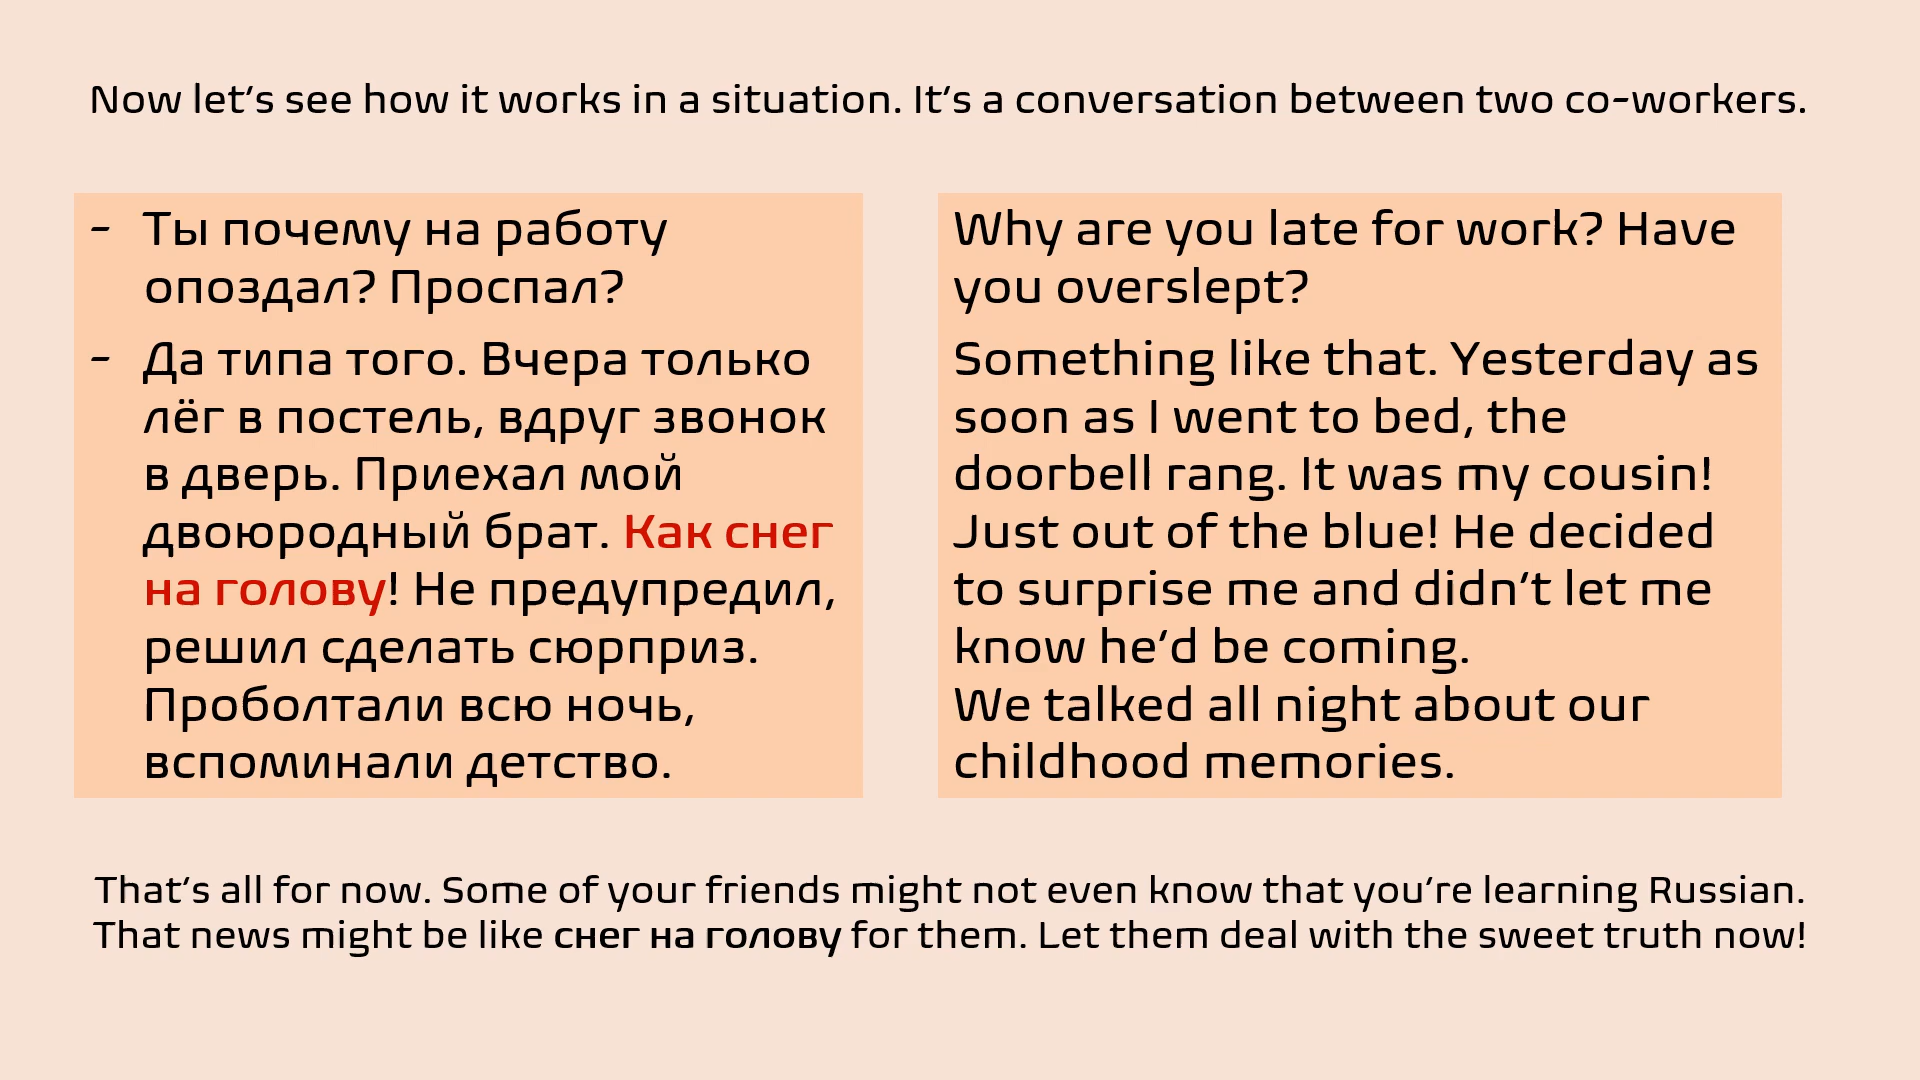 Now let's see how it works in a situation. It's a conversation between two co-workers.
- Ты почему на работу
опоздал? Проспал?
- Да типа того. Вчера только
лёг в постель, вдруг звонок
в дверь. Приехал мой
двоюродный брат. Как снег
на голову! Не предупредил,
решил сделать сюрприз.
Проболтали всю ночь,
вспоминали детство.
Why are you late for work? Have
you overslept?
Something like that. Yesterday as
soon as I went to bed, the
doorbell rang. It was my cousin!
Just out of the blue! He decided
to surprise me and didn't let me
know he'd be coming.
We talked all night about our
childhood memories.
That's all for now. Some of your friends might not even know that you're learning Russian.
That news might be like снег на голову for them. Let them deal with the sweet truth now!